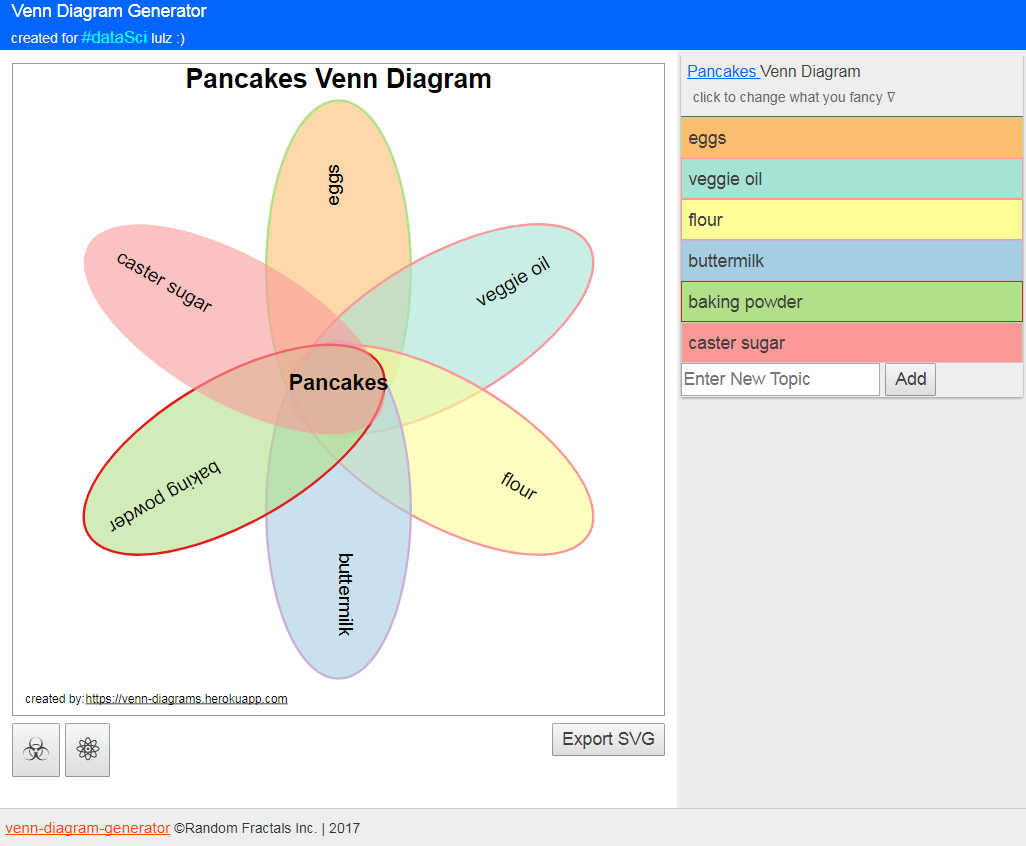 Venn Diagram Generator
created for #dataSci lulz :)
Pancakes Venn Diagram
eggs
veggie oil
caster sugar
Pancakes
baking powder
flour
buttermilk
created by: https://venn-diagrams.herokuapp.com
Export SVG
Pancakes Venn Diagram
click to change what you fancy ∇
eggs
veggie oil
flour
buttermilk
baking powder
caster sugar
Enter New Topic Add
venn-diagram-generator ©Random Fractals Inc. | 2017